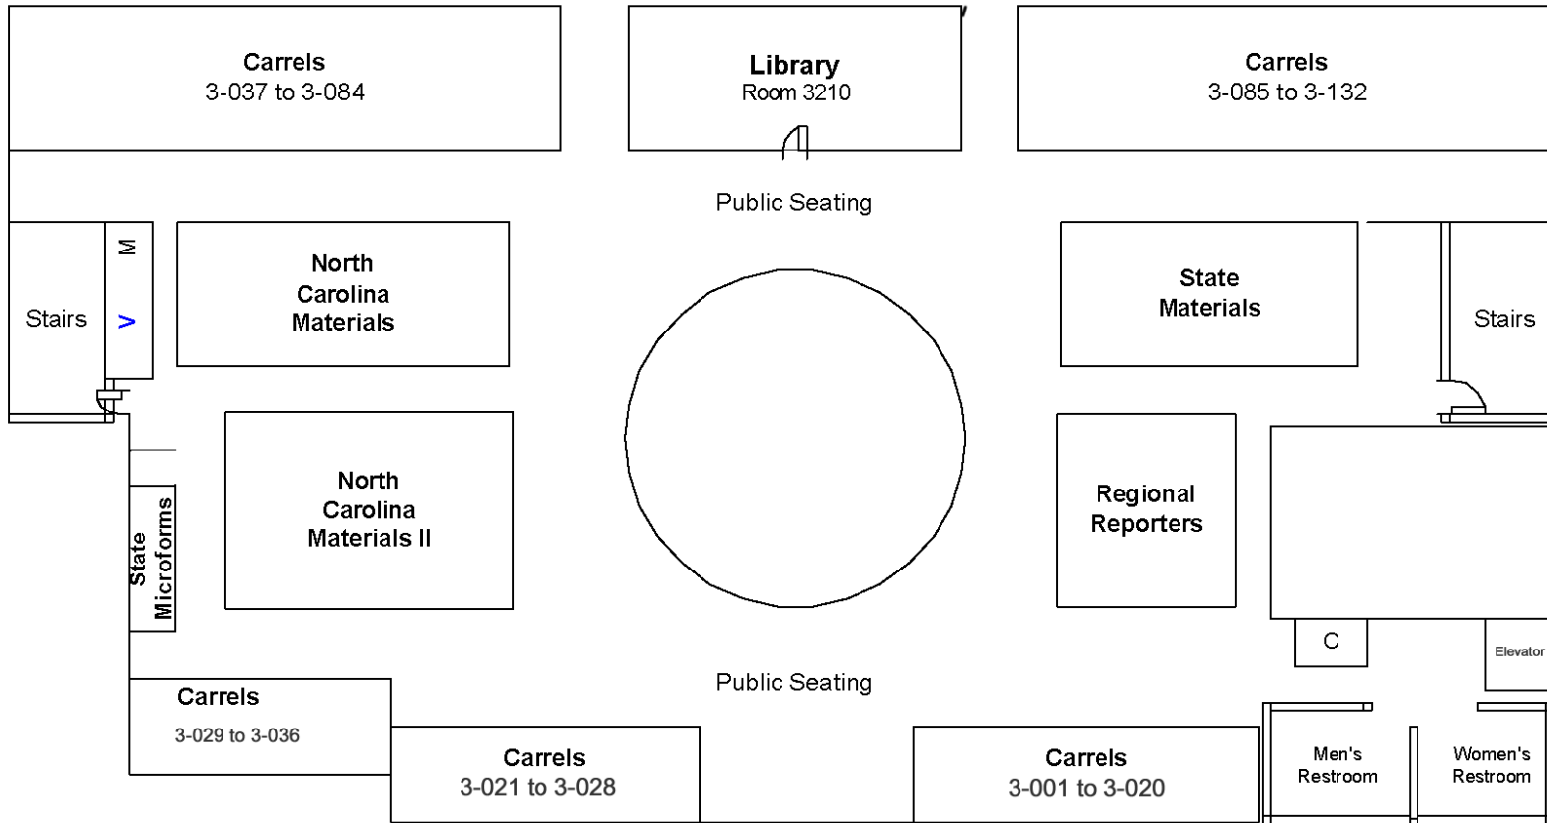 Carrels
3-037 to 3-084
Library
Room 3210
Carrels
3-085 to 3-132
Public Seating
Stairs
M
V
North
Carolina
Materials
State
Materials
Stairs
North
Carolina
Materials II
Regional
Reporters
State
Microforms
C
Elevator
Public Seating
Carrels
3-029 to 3-036
Carrels
3-021 to 3-028
Carrels
3-001 to 3-020
Men's
Restroom
Women's
Restroom